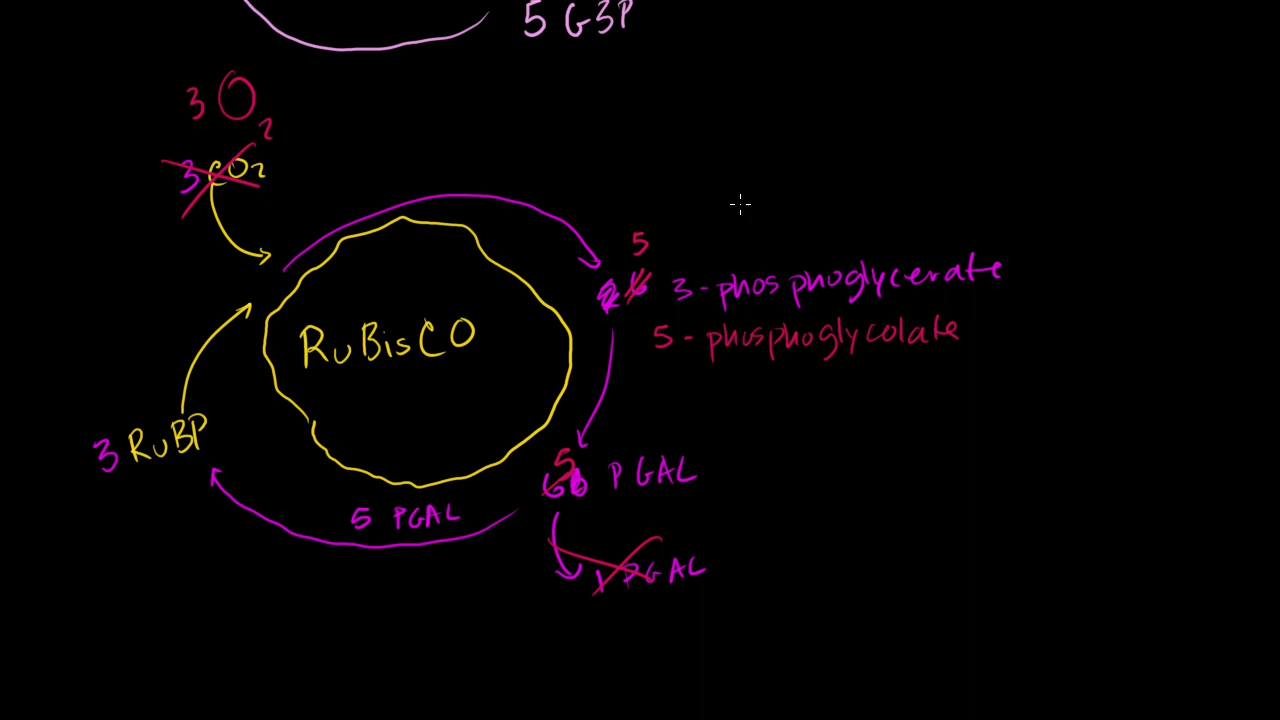 5 G3P
3 O2
3 CO2
5
3-phosphoglycerate
RuBisCO
5 - phosphoglycolate
3 RuBP
5
6 PGAL
5 PGAL
1 PGAL